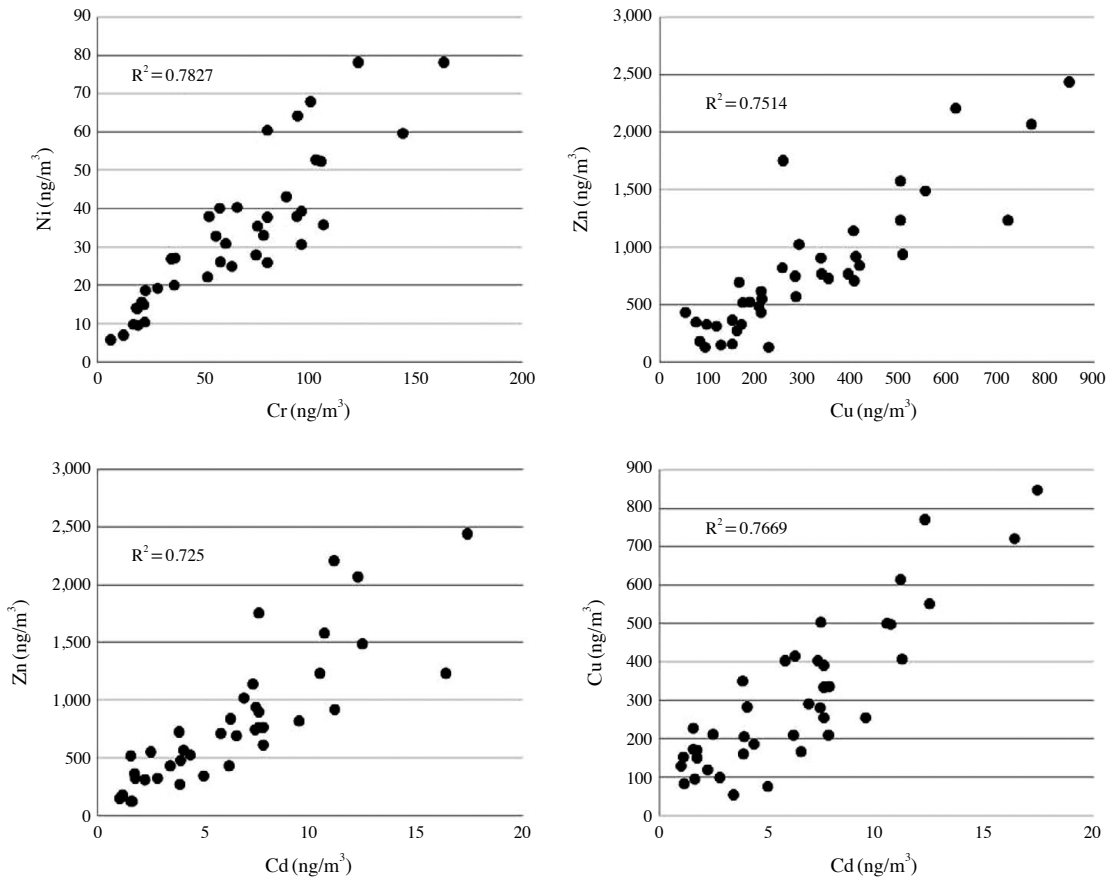 90
80
70
60
50
40
30
20
10
0
Ni (ng/m³)
R² = 0.7827
0 50 100 150 200
Cr (ng/m³)
3,000
2,500
2,000
1,500
1,000
500
0
Zn (ng/m³)
R² = 0.7514
0 100 200 300 400 500 600 700 800 900
Cu (ng/m³)
3,000
2,500
2,000
1,500
1,000
500
0
Zn (ng/m³)
R² = 0.725
0 5 10 15 20
Cd (ng/m³)
900
800
700
600
500
400
300
200
100
0
Cu (ng/m³)
R² = 0.7669
0 5 10 15 20
Cd (ng/m³)